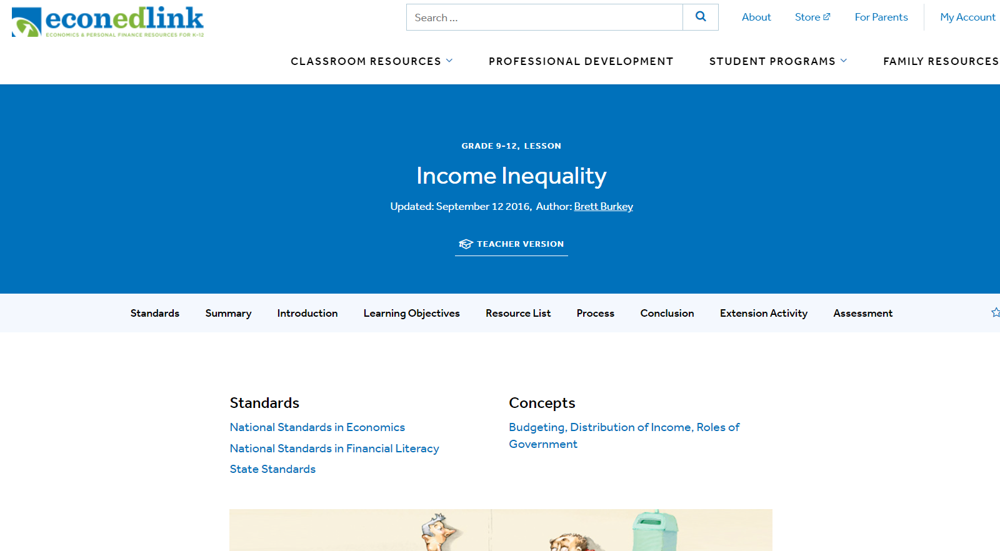 econedlink
ECONOMICS & PERSONAL FINANCE RESOURCES FOR K-12
Search ...
About
Store
For Parents
My Account
CLASSROOM RESOURCES
PROFESSIONAL DEVELOPMENT
STUDENT PROGRAMS
FAMILY RESOURCES
GRADE 9-12, LESSON
Income Inequality
Updated: September 12 2016, Author: Brett Burkey
TEACHER VERSION
Standards
Summary
Introduction
Learning Objectives
Resource List
Process
Conclusion
Extension Activity
Assessment
Standards
National Standards in Economics
National Standards in Financial Literacy
State Standards
Concepts
Budgeting, Distribution of Income, Roles of
Government